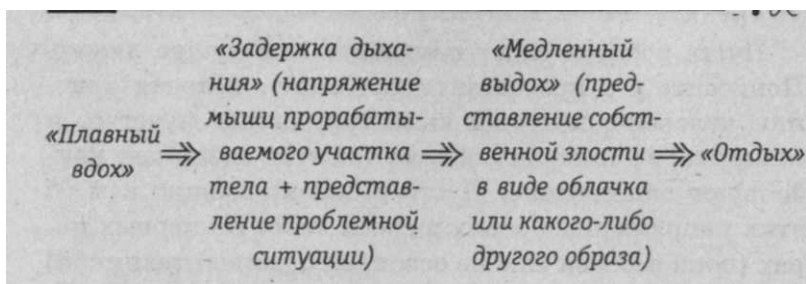 «Плавный
вдох»
«Задержка дыха-
ния» (напряжение
мышц прорабаты-
ваемого участка
тела + представ-
ление проблемной
ситуации)
«Медленный
выдох» (пред-
ставление собст-
венной злости
в виде облачка
или какого-либо
другого образа)
«Отдых»